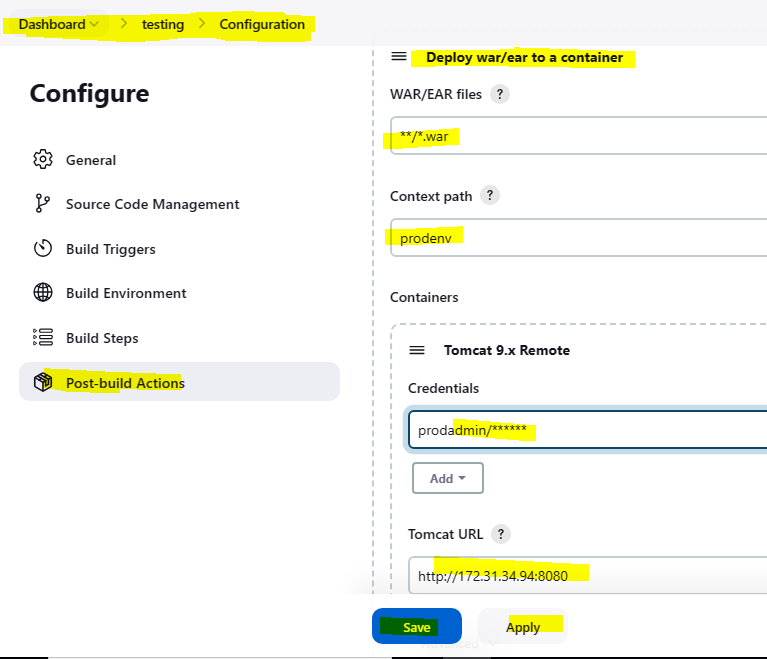 Dashboard > testing > Configuration
Configure
General
Source Code Management
Build Triggers
Build Environment
Build Steps
Post-build Actions
Deploy war/ear to a container
WAR/EAR files ?
**/*.war
Context path ?
prodenv
Containers
Tomcat 9.x Remote
Credentials
prodadmin/******
Add
Tomcat URL ?
http://172.31.34.94:8080
Save
Apply
Advanced